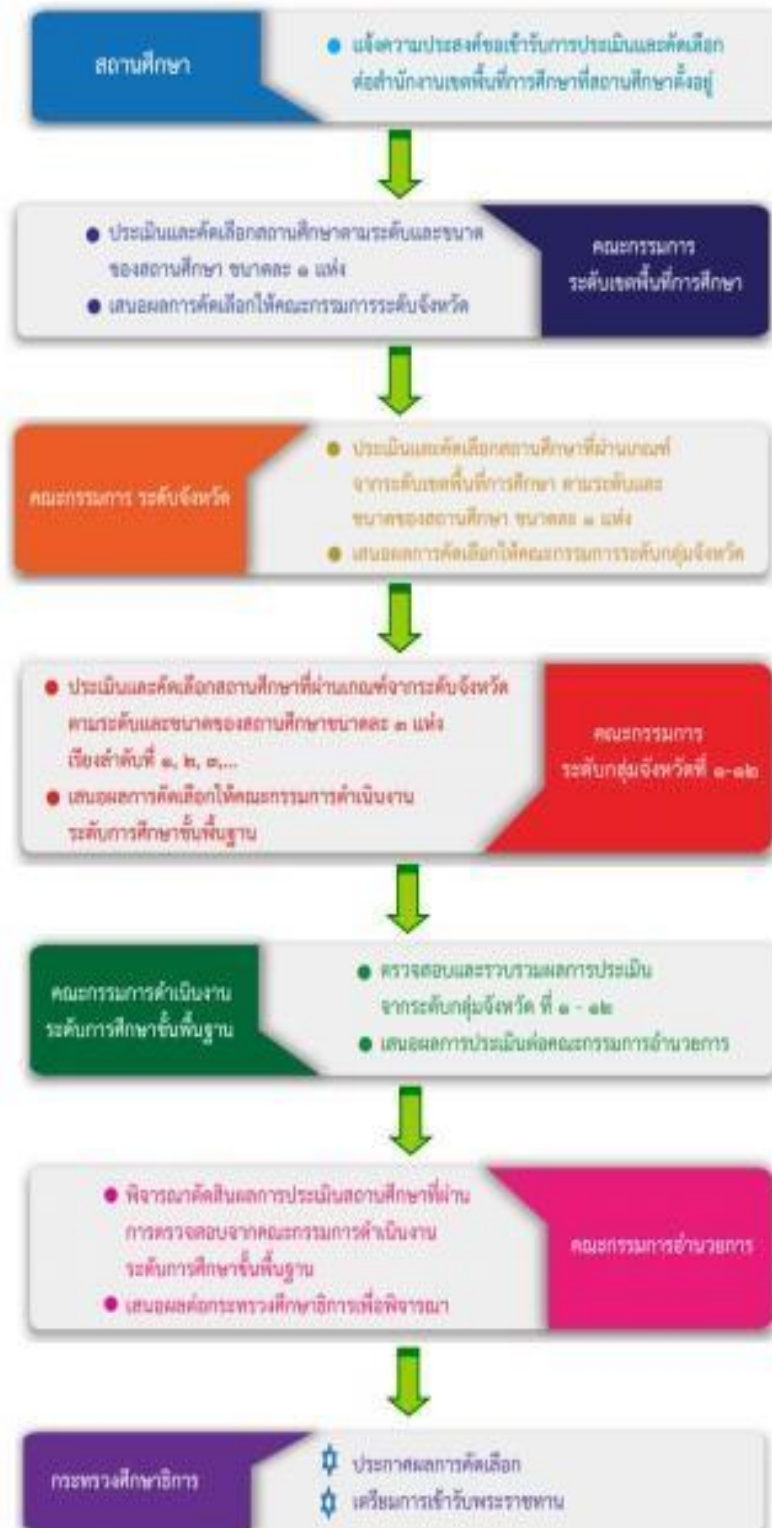 สถานศึกษา
แจ้งความประสงค์ขอเข้ารับการประเมินและคัดเลือก
ต่อสำนักงานเขตพื้นที่การศึกษาที่สถานศึกษาตั้งอยู่
ประเมินและคัดเลือกสถานศึกษาตามระดับและขนาด
ของสถานศึกษา ขนาดละ ๑ แห่ง
เสนอผลการคัดเลือกให้คณะกรรมการระดับจังหวัด
คณะกรรมการ
ระดับเขตพื้นที่การศึกษา
คณะกรรมการ ระดับจังหวัด
ประเมินและคัดเลือกสถานศึกษาที่ผ่านเกณฑ์
จากระดับเขตพื้นที่การศึกษา ตามระดับและ
ขนาดของสถานศึกษา ขนาดละ ๑ แห่ง
เสนอผลการคัดเลือกให้คณะกรรมการระดับกลุ่มจังหวัด
ประเมินและคัดเลือกสถานศึกษาที่ผ่านเกณฑ์จากระดับจังหวัด
ตามระดับและขนาดของสถานศึกษาขนาดละ ๓ แห่ง
เรียงลำดับที่ ๑, ๒, ๓,...
เสนอผลการคัดเลือกให้คณะกรรมการดำเนินงาน
ระดับการศึกษาขั้นพื้นฐาน
คณะกรรมการ
ระดับกลุ่มจังหวัดที่ ๑-๑๒
คณะกรรมการดำเนินงาน
ระดับการศึกษาขั้นพื้นฐาน
ตรวจสอบและรวบรวมผลการประเมิน
จากระดับกลุ่มจังหวัด ที่ ๑ - ๑๒
เสนอผลการประเมินต่อคณะกรรมการอำนวยการ
พิจารณาตัดสินผลการประเมินสถานศึกษาที่ผ่าน
การตรวจสอบจากคณะกรรมการดำเนินงาน
ระดับการศึกษาขั้นพื้นฐาน
เสนอผลต่อกระทรวงศึกษาธิการเพื่อพิจารณา
คณะกรรมการอำนวยการ
กระทรวงศึกษาธิการ
ประกาศผลการคัดเลือก
เตรียมการเข้ารับพระราชทาน